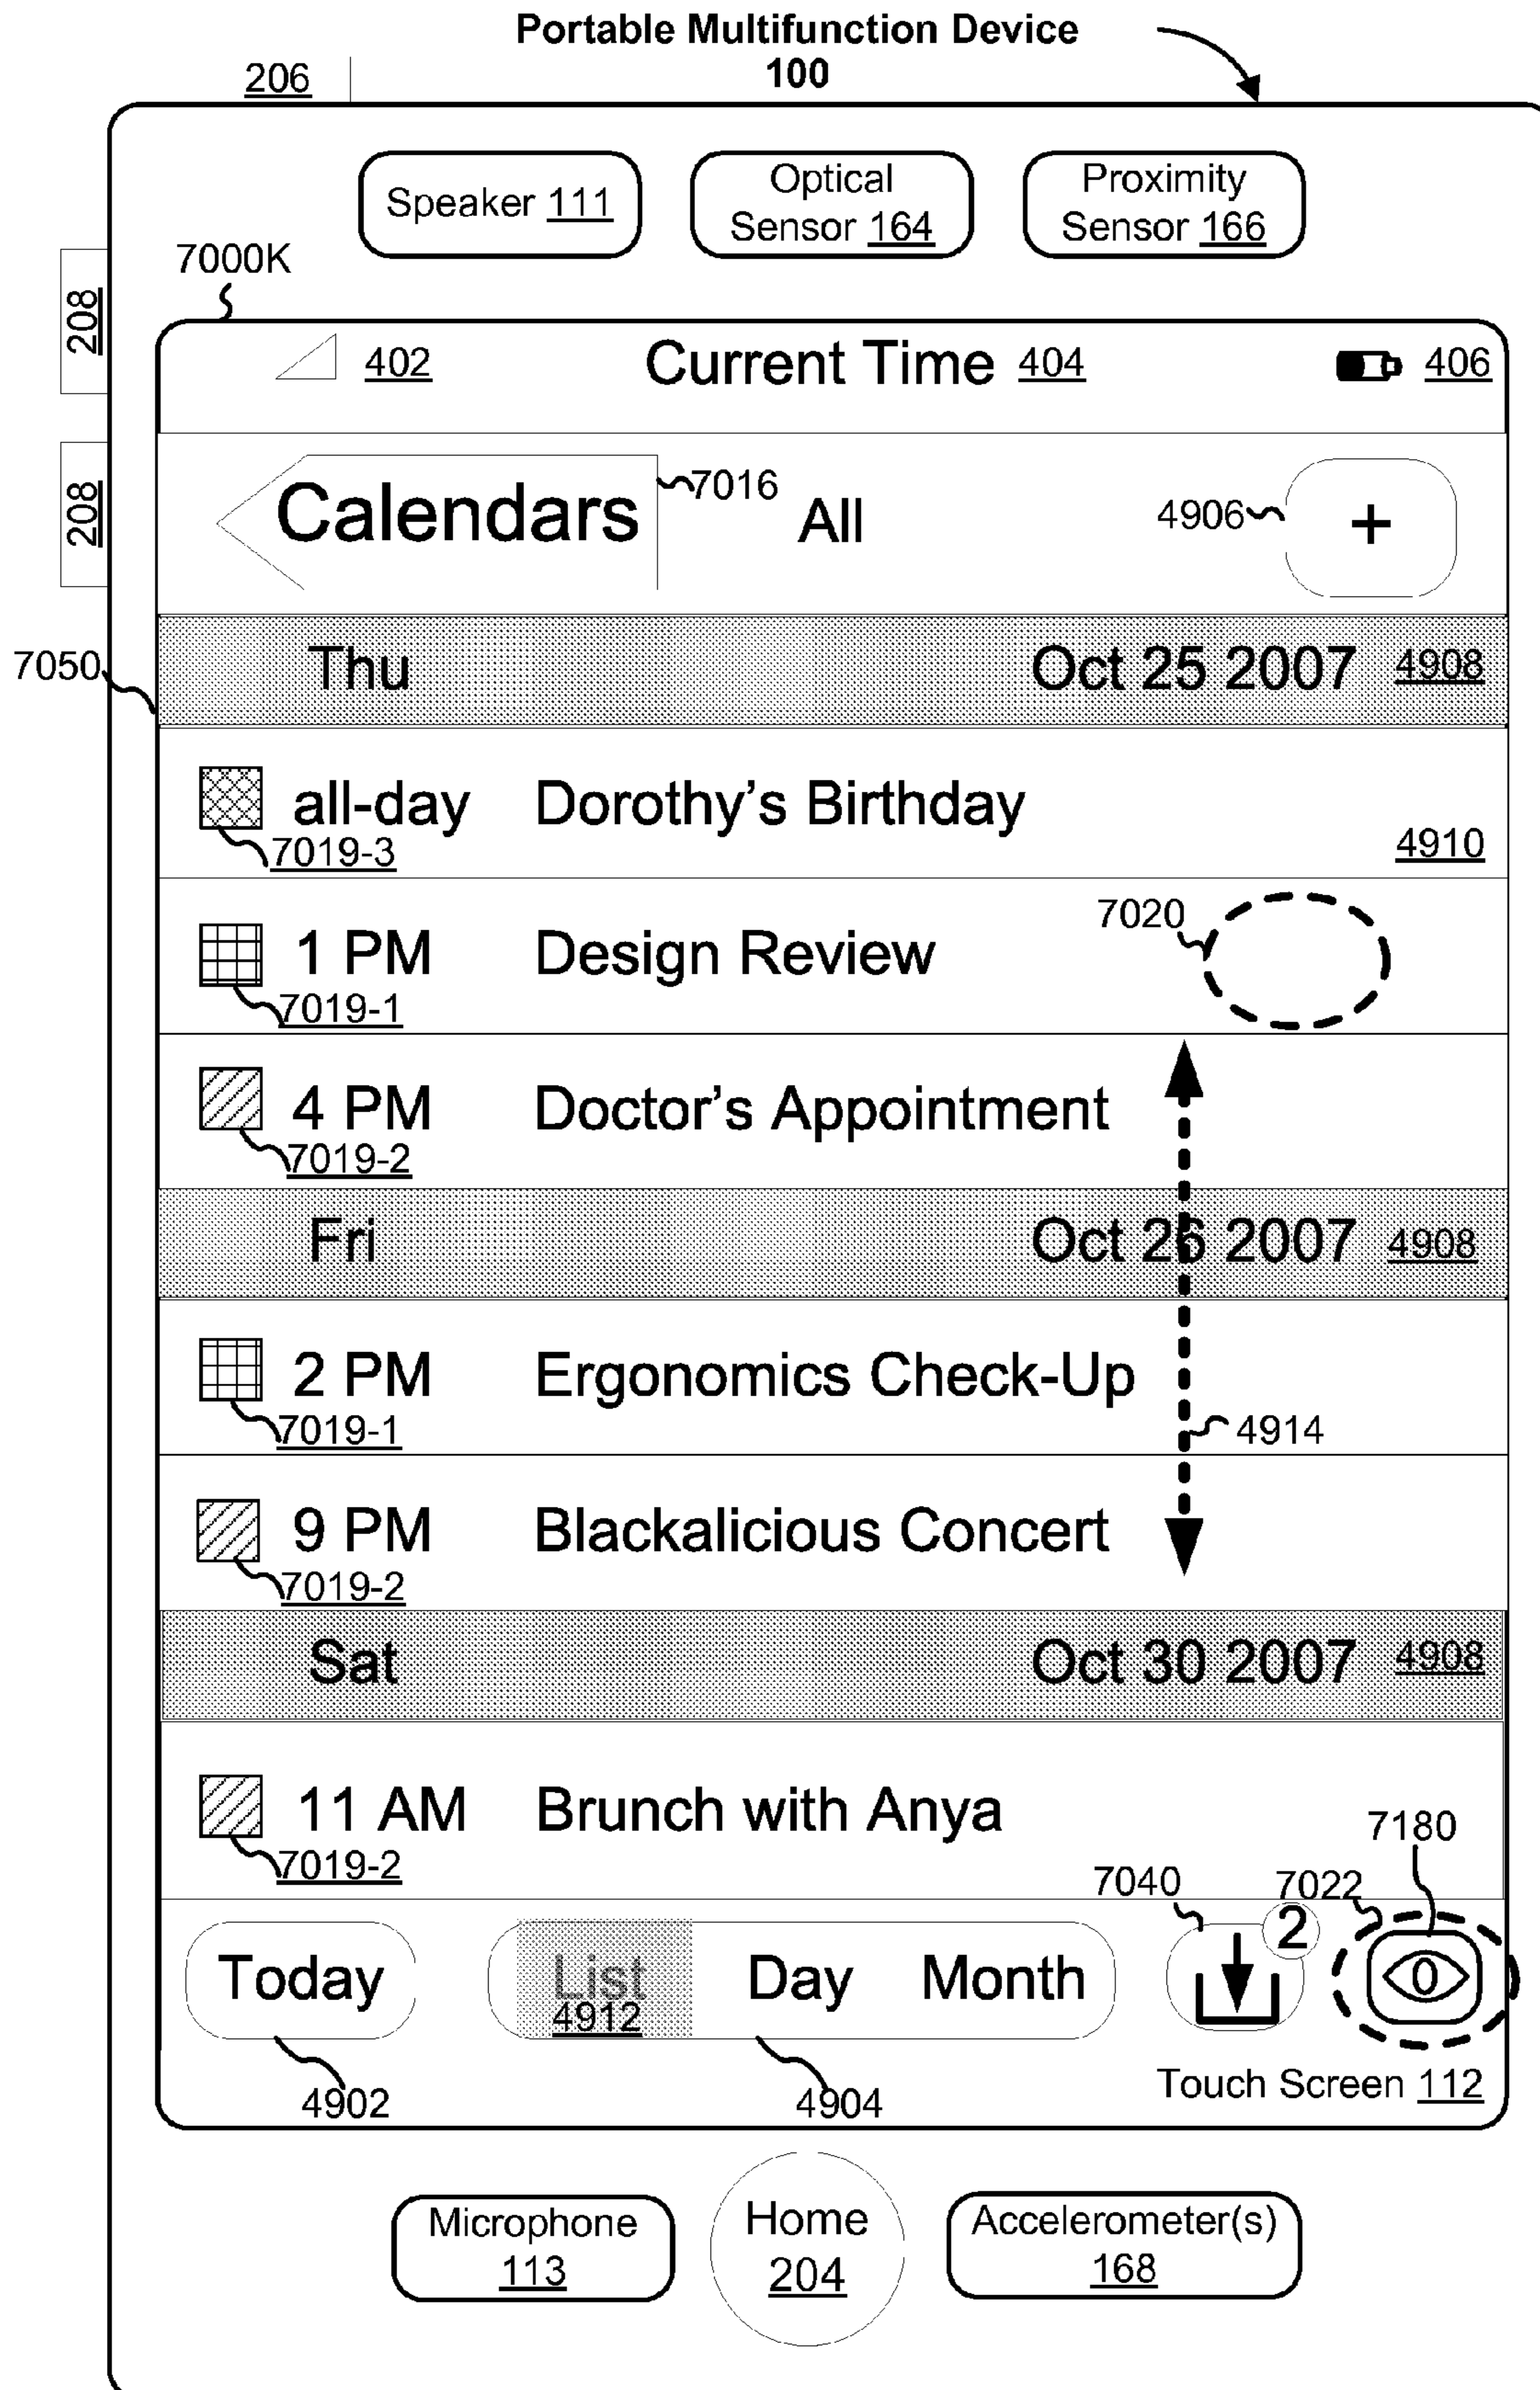 Portable Multifunction Device
100
206
Speaker 111
Optical
Sensor 164
Proximity
Sensor 166
7000K
208
402
Current Time 404
406
208
Calendars
7016
All
4906
+
7050
Thu
Oct 25 2007
4908
all-day
Dorothy's Birthday
7019-3
4910
1 PM
Design Review
7020
7019-1
4 PM
Doctor's Appointment
7019-2
Fri
Oct 26 2007
4908
2 PM
Ergonomics Check-Up
7019-1
4914
9 PM
Blackalicious Concert
7019-2
Sat
Oct 30 2007
4908
11 AM
Brunch with Anya
7019-2
7180
7040
7022
2
Today
List
Day
Month
4912
4902
4904
Touch Screen 112
Microphone
113
Home
204
Accelerometer(s)
168